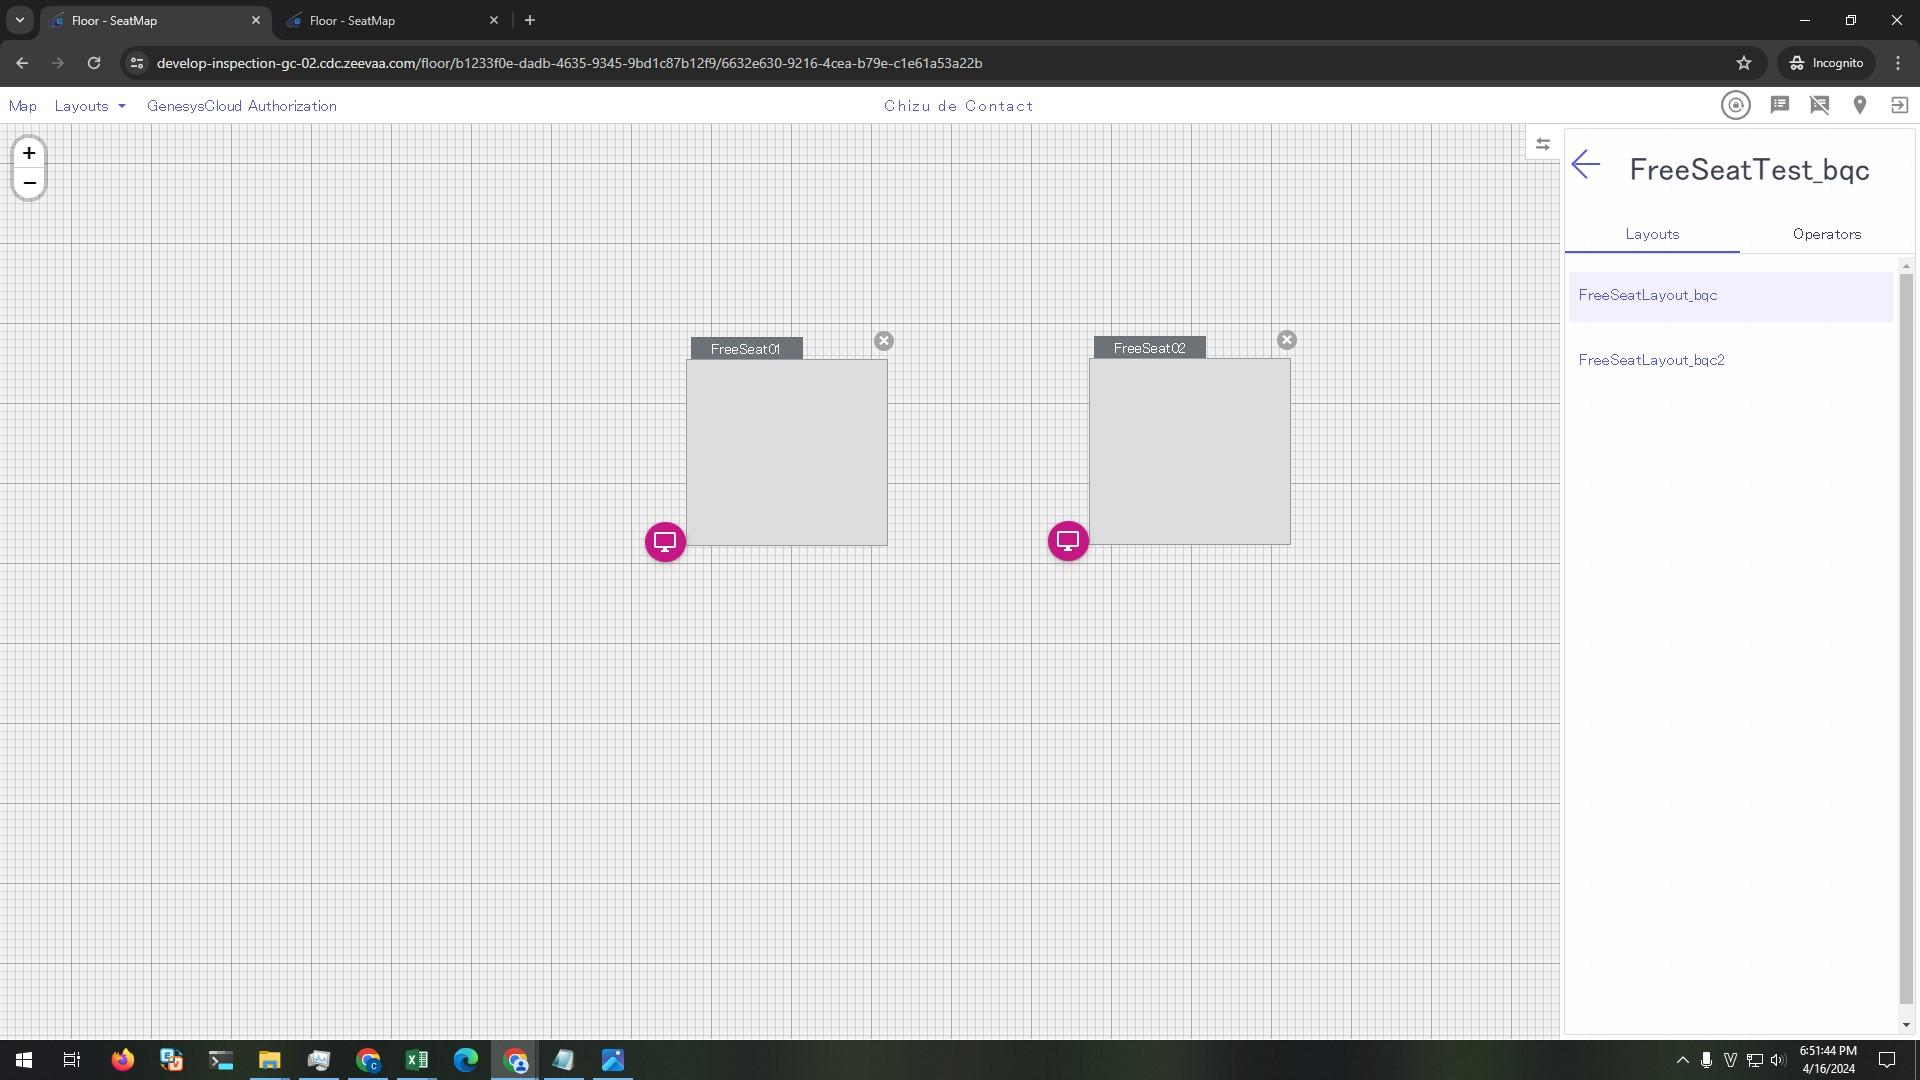 Floor - SeatMap
Floor - SeatMap
develop-inspection-gc-02.cdc.zeevaa.com/floor/b1233f0e-dadb-4635-9345-9bd1c87b12f9/6632e630-9216-4cea-b79e-c1e61a53a22b
Incognito
Map Layouts GenesysCloud Authorization
Chizu de Contact
+
−
FreeSeatTest_bqc
Layouts
Operators
FreeSeatLayout_bqc
FreeSeatLayout_bqc2
FreeSeat01
FreeSeat02
6:51:44 PM
4/16/2024